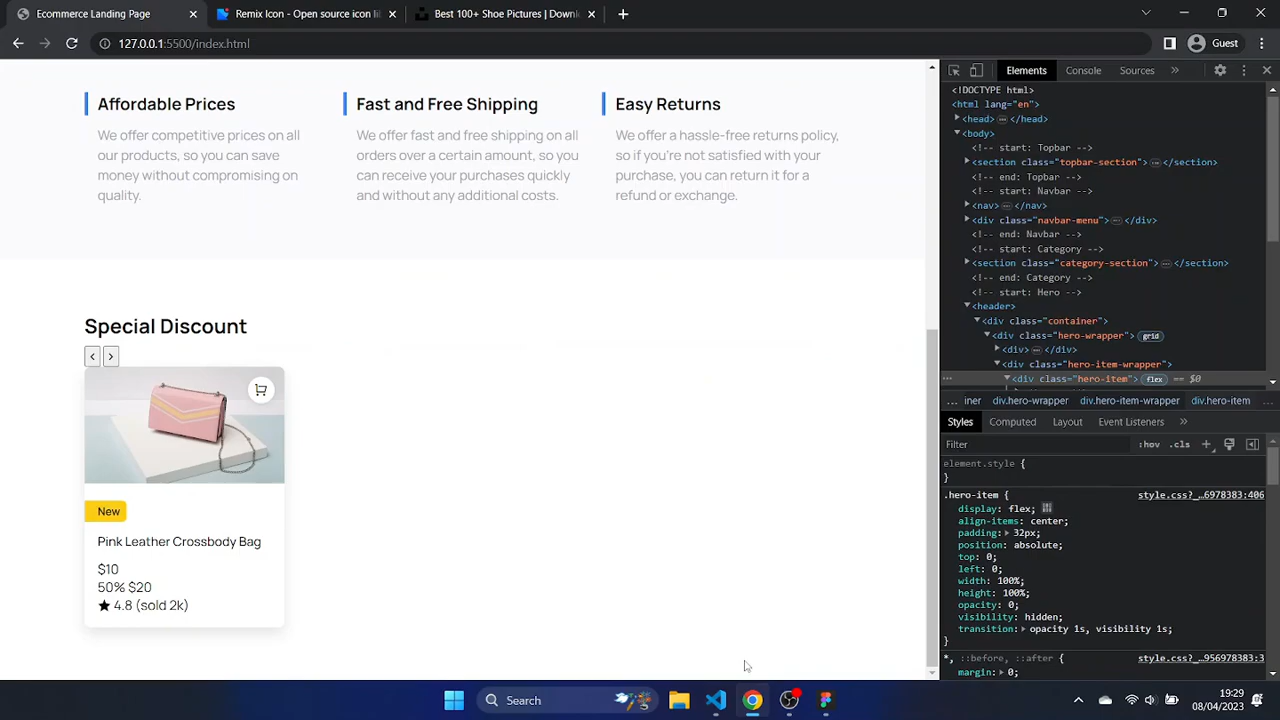 Ecommerce Landing Page
Remix Icon - Open source icon lil
Best 100+ Shoe Pictures | Downl
127.0.0.1:5500/index.html
Guest
Affordable Prices
We offer competitive prices on all
our products, so you can save
money without compromising on
quality.
Fast and Free Shipping
We offer fast and free shipping on all
orders over a certain amount, so you
can receive your purchases quickly
and without any additional costs.
Easy Returns
We offer a hassle-free returns policy,
so if you're not satisfied with your
purchase, you can return it for a
refund or exchange.
Special Discount
New
Pink Leather Crossbody Bag
$10
50% $20
★ 4.8 (sold 2k)
Elements
Console
Sources
<!DOCTYPE html>
<html lang="en">
<head>…</head>
<body>
<!-- start: Topbar -->
<section class="topbar-section">…</section>
<!-- end: Topbar -->
<!-- start: Navbar -->
<nav>…</nav>
<div class="navbar-menu">…</div>
<!-- end: Navbar -->
<!-- start: Category -->
<section class="category-section">…</section>
<!-- end: Category -->
<!-- start: Hero -->
<header>
<div class="container">
<div class="hero-wrapper"> grid
<div>…</div>
<div class="hero-item-wrapper">
<div class="hero-item"> flex == $0
… iner div.hero-wrapper div.hero-item-wrapper div.hero-item …
Styles Computed Layout Event Listeners
Filter :hov .cls
element.style {
}
.hero-item { style.css?_…6978383:406
display: flex;
align-items: center;
padding: 32px;
position: absolute;
top: 0;
left: 0;
width: 100%;
height: 100%;
opacity: 0;
visibility: hidden;
transition: opacity 1s, visibility 1s;
}
*, ::before, ::after { style.css?_…956978383:3
margin: 0;
Search
19:29
08/04/2023